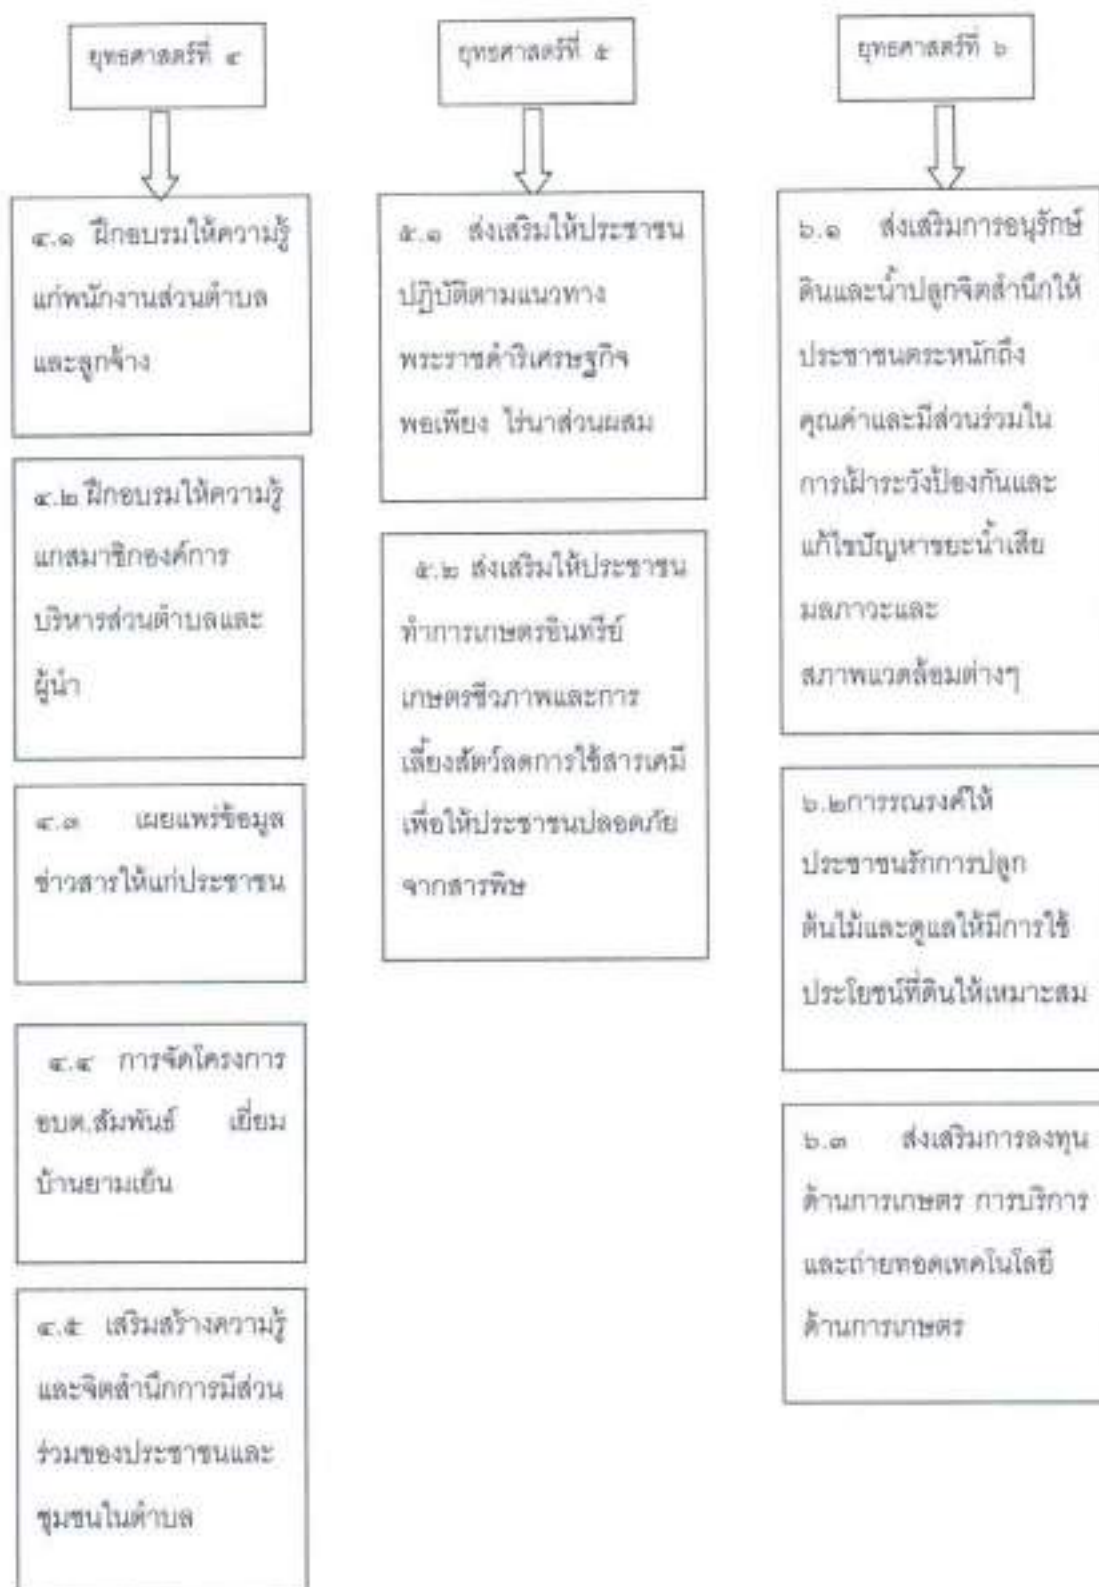 ยุทธศาสตร์ที่ ๔
๔.๑ ฝึกอบรมให้ความรู้
แก่พนักงานส่วนตำบล
และลูกจ้าง
๔.๒ ฝึกอบรมให้ความรู้
แกสมาชิกองค์การ
บริหารส่วนตำบลและ
ผู้นำ
๔.๓ เผยแพร่ข้อมูล
ข่าวสารให้แก่ประชาชน
๔.๔ การจัดโครงการ
อบต.สัมพันธ์ เยี่ยม
บ้านยามเย็น
๔.๕ เสริมสร้างความรู้
และจิตสำนึกการมีส่วน
ร่วมของประชาชนและ
ชุมชนในตำบล
ยุทธศาสตร์ที่ ๕
๕.๑ ส่งเสริมให้ประชาชน
ปฏิบัติตามแนวทาง
พระราชดำริเศรษฐกิจ
พอเพียง ไร่นาส่วนผสม
๕.๒ ส่งเสริมให้ประชาชน
ทำการเกษตรอินทรีย์
เกษตรชีวภาพและการ
เลี้ยงสัตว์ลดการใช้สารเคมี
เพื่อให้ประชาชนปลอดภัย
จากสารพิษ
ยุทธศาสตร์ที่ ๖
๖.๑ ส่งเสริมการอนุรักษ์
ดินและน้ำปลูกจิตสำนึกให้
ประชาชนตระหนักถึง
คุณค่าและมีส่วนร่วมใน
การเฝ้าระวังป้องกันและ
แก้ไขปัญหาขยะน้ำเสีย
มลภาวะและ
สภาพแวดล้อมต่างๆ
๖.๒การรณรงค์ให้
ประชาชนรักการปลูก
ต้นไม้และดูแลให้มีการใช้
ประโยชน์ที่ดินให้เหมาะสม
๖.๓ ส่งเสริมการลงทุน
ด้านการเกษตร การบริการ
และถ่ายทอดเทคโนโลยี
ด้านการเกษตร